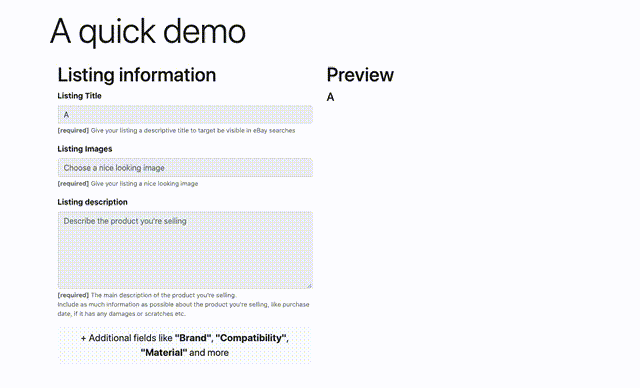 A quick demo
Listing information
Listing Title
A
[required] Give your listing a descriptive title to target be visible in eBay searches
Listing Images
Choose a nice looking image
[required] Give your listing a nice looking image
Listing description
Describe the product you're selling
[required] The main description of the product you're selling.
Include as much information as possible about the product you're selling, like purchase
date, if it has any damages or scratches etc.
+ Additional fields like "Brand", "Compatibility",
"Material" and more
Preview
A